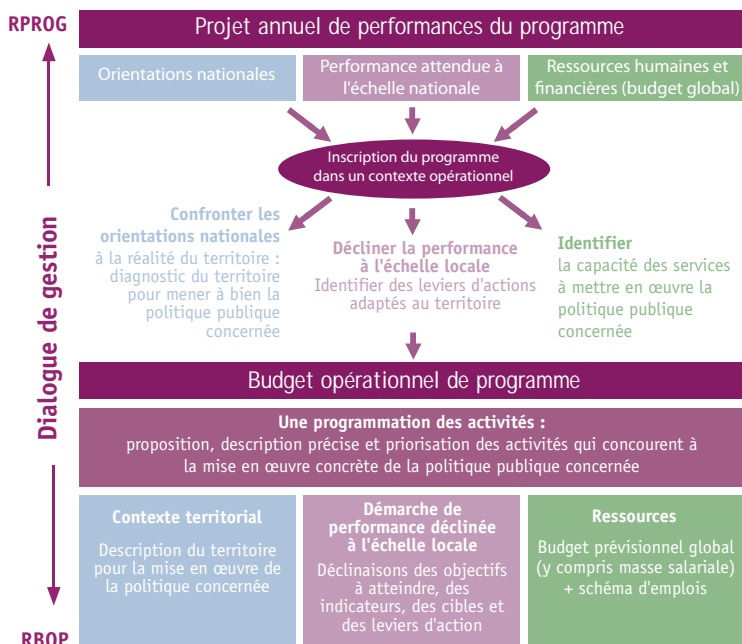 RPROG
Projet annuel de performances du programme
Orientations nationales
Performance attendue à
l'échelle nationale
Ressources humaines et
financières (budget global)
Inscription du programme
dans un contexte opérationnel
Dialogue de gestion
Confronter les
orientations nationales
à la réalité du territoire :
diagnostic du territoire
pour mener à bien la
politique publique
concernée
Décliner la performance
à l'échelle locale
Identifier des leviers d'actions
adaptés au territoire
Identifier
la capacité des services
à mettre en œuvre la
politique publique
concernée
Budget opérationnel de programme
Une programmation des activités :
proposition, description précise et priorisation des activités qui concourent à
la mise en œuvre concrète de la politique publique concernée
Contexte territorial
Description du territoire
pour la mise en œuvre de
la politique concernée
Démarche de
performance déclinée
à l'échelle locale
Déclinaisons des objectifs
à atteindre, des
indicateurs, des cibles et
des leviers d'action
Ressources
Budget prévisionnel global
(y compris masse salariale)
+ schéma d'emplois
RBOP